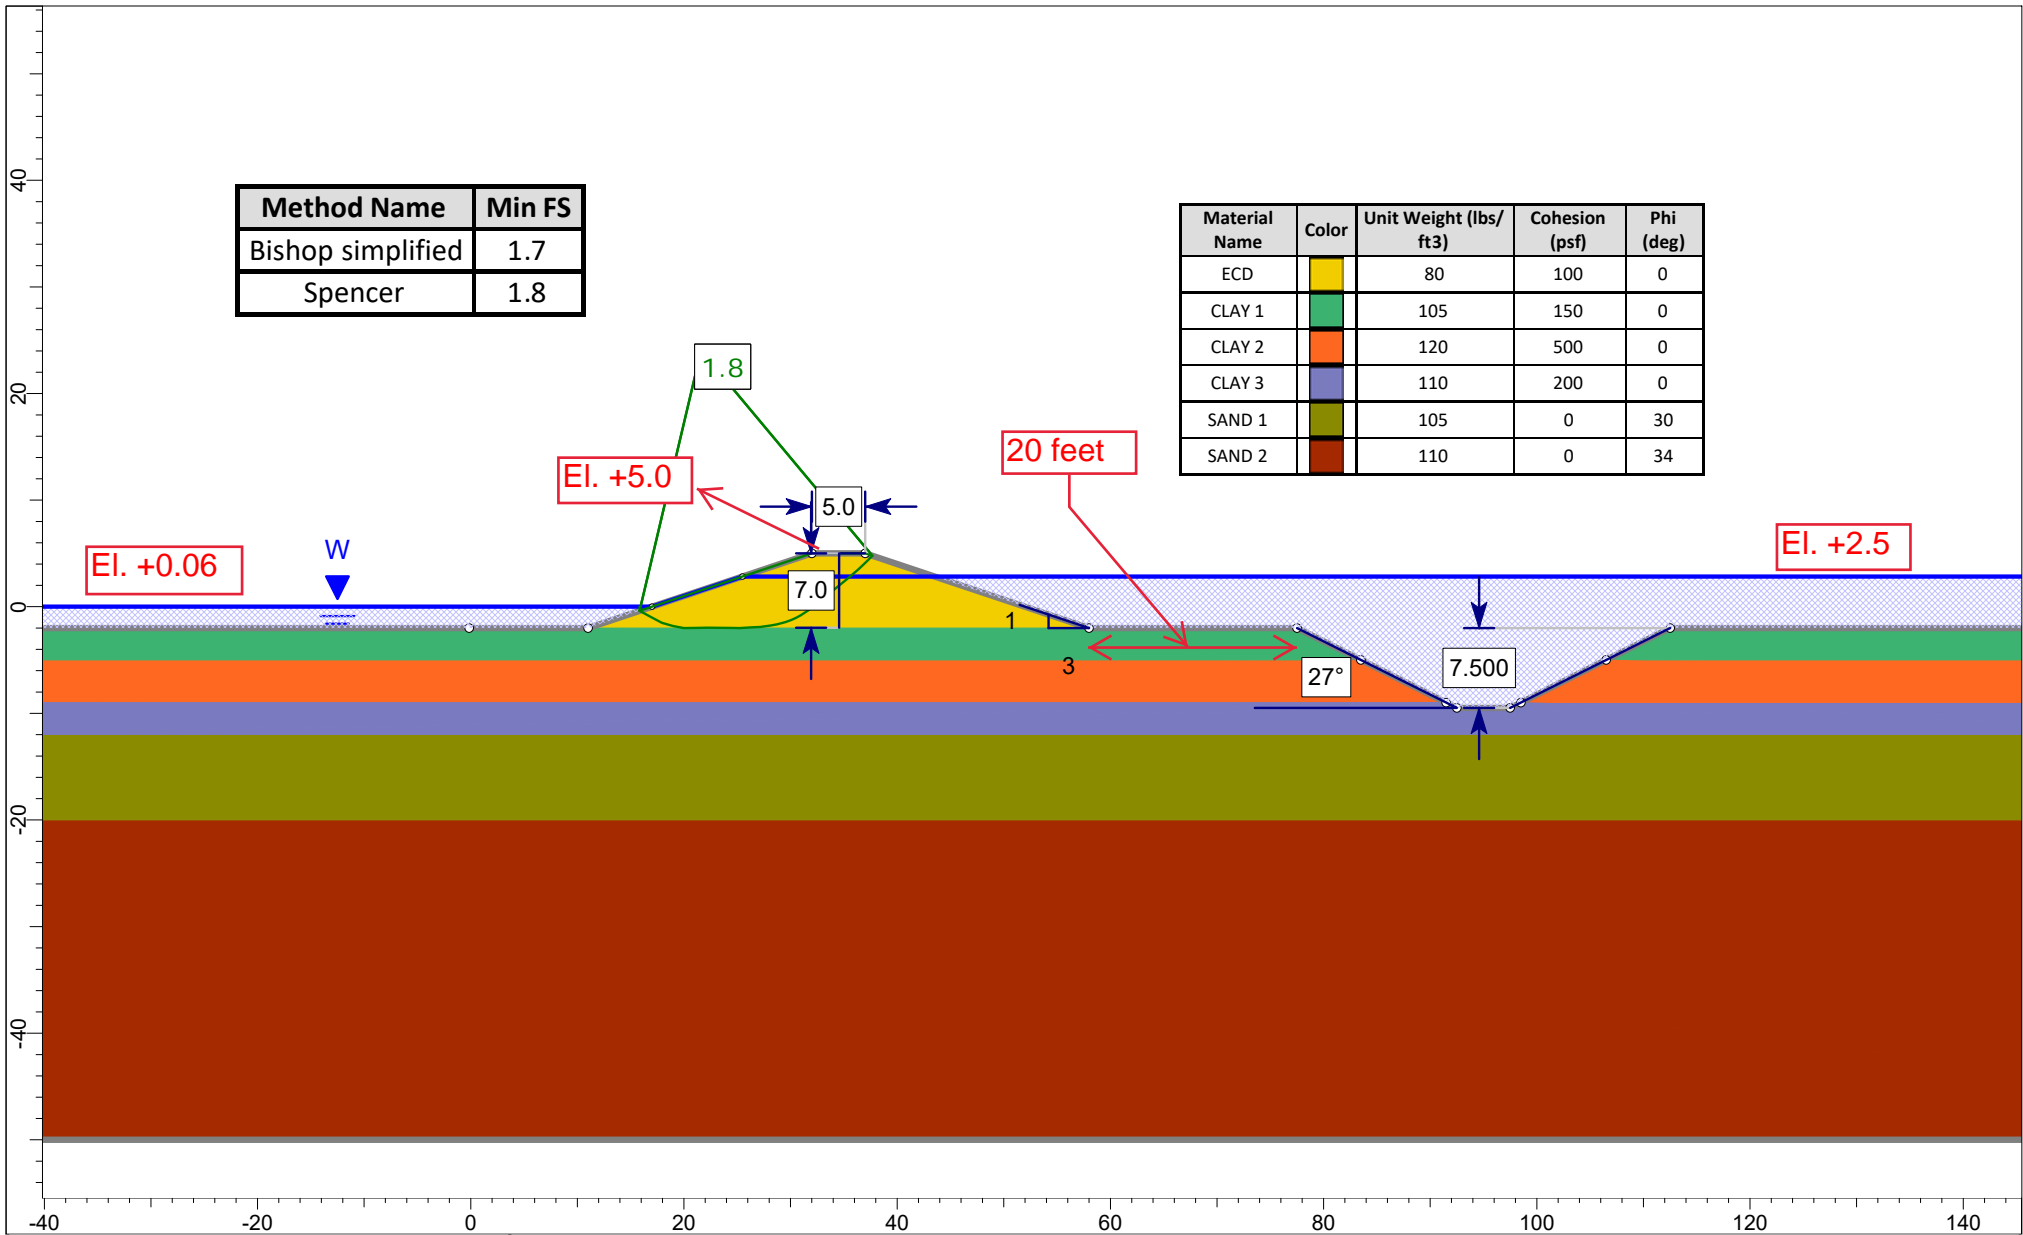 40
20
0
-20
-40
Method Name Min FS
Bishop simplified 1.7
Spencer 1.8
Material Name Color Unit Weight (lbs/ft3) Cohesion (psf) Phi (deg)
ECD 80 100 0
CLAY 1 105 150 0
CLAY 2 120 500 0
CLAY 3 110 200 0
SAND 1 105 0 30
SAND 2 110 0 34
1.8
El. +5.0
20 feet
5.0
El. +0.06
W
El. +2.5
7.0
1
3
27°
7.500
-40 -20 0 20 40 60 80 100 120 140